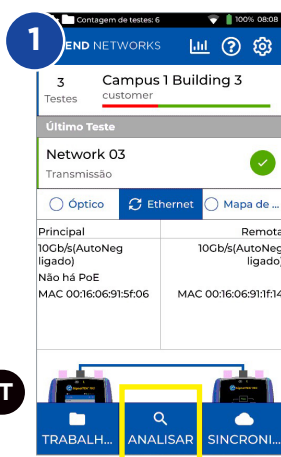 Contagem de testes: 6 100% 08:08
1
END NETWORKS
3 Campus 1 Building 3
Testes customer
Último Teste
Network 03
Transmissão
Óptico Ethernet Mapa de ...
Principal Remota
10Gb/s(AutoNeg 10Gb/s(AutoNeg
ligado) ligado)
Não há PoE
MAC 00:16:06:91:5f:06 MAC 00:16:06:91:1f:14
T
TRABALH... ANALISAR SINCRONI...